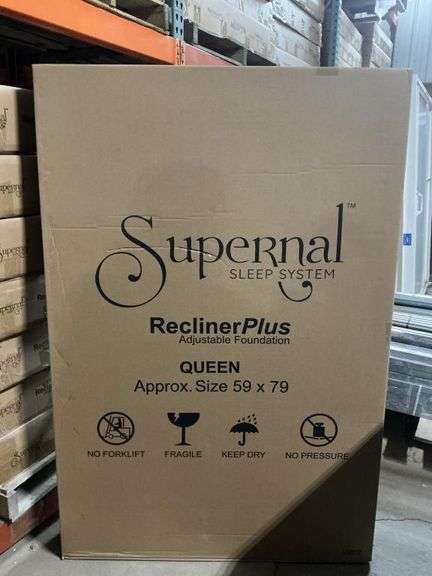 Supernal™
SLEEP SYSTEM
ReclinerPlus
Adjustable Foundation
QUEEN
Approx. Size 59 x 79
NO FORKLIFT FRAGILE KEEP DRY NO PRESSURE